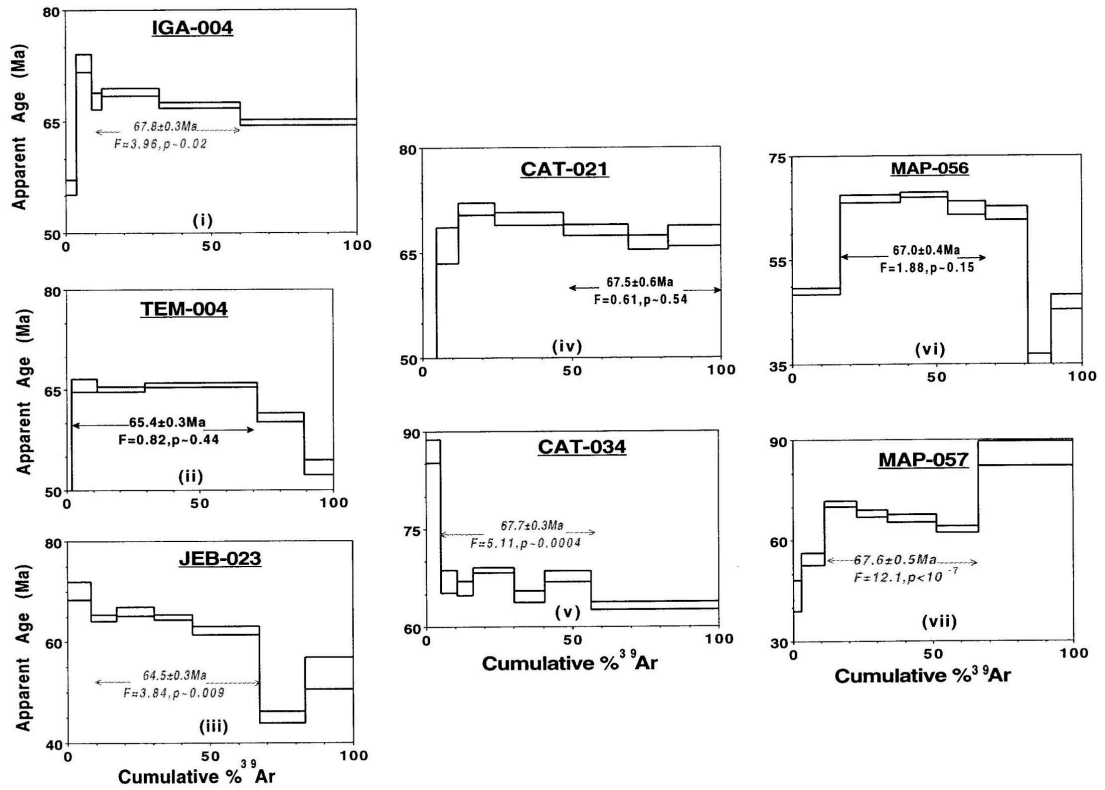 80
IGA-004
65
67.8±0.3Ma
F=3.96,p~0.02
(i)
0
50
100
Apparent Age (Ma)
80
TEM-004
65
65.4±0.3Ma
F=0.82,p~0.44
(ii)
50
0
50
100
Apparent Age (Ma)
80
JEB-023
60
64.5±0.3Ma
F=3.84,p~0.009
(iii)
40
0
50
100
Apparent Age (Ma)
Cumulative %³⁹Ar
80
CAT-021
65
67.5±0.6Ma
F=0.61,p~0.54
(iv)
50
0
50
100
90
CAT-034
75
67.7±0.3Ma
F=5.11,p~0.0004
(v)
60
0
50
100
Cumulative %³⁹Ar
75
MAP-056
55
67.0±0.4Ma
F=1.88,p~0.15
(vi)
35
0
50
100
90
MAP-057
70
50
67.6±0.5Ma
F=12.1,p<10⁻⁷
(vii)
30
0
50
100
Cumulative %³⁹Ar